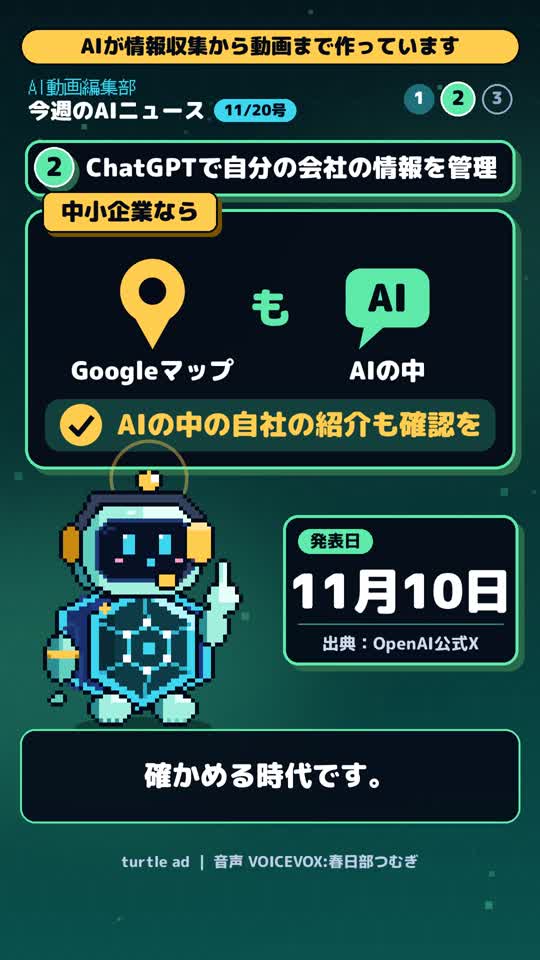 AIが情報収集から動画まで作っています
AI動画編集部
今週のAIニュース 11/20号
1 2 3
2 ChatGPTで自分の会社の情報を管理
中小企業なら
も
AI
Googleマップ
AIの中
AIの中の自社の紹介も確認を
発表日
11月10日
出典：OpenAI公式X
確かめる時代です。
turtle ad | 音声 VOICEVOX:春日部つむぎ